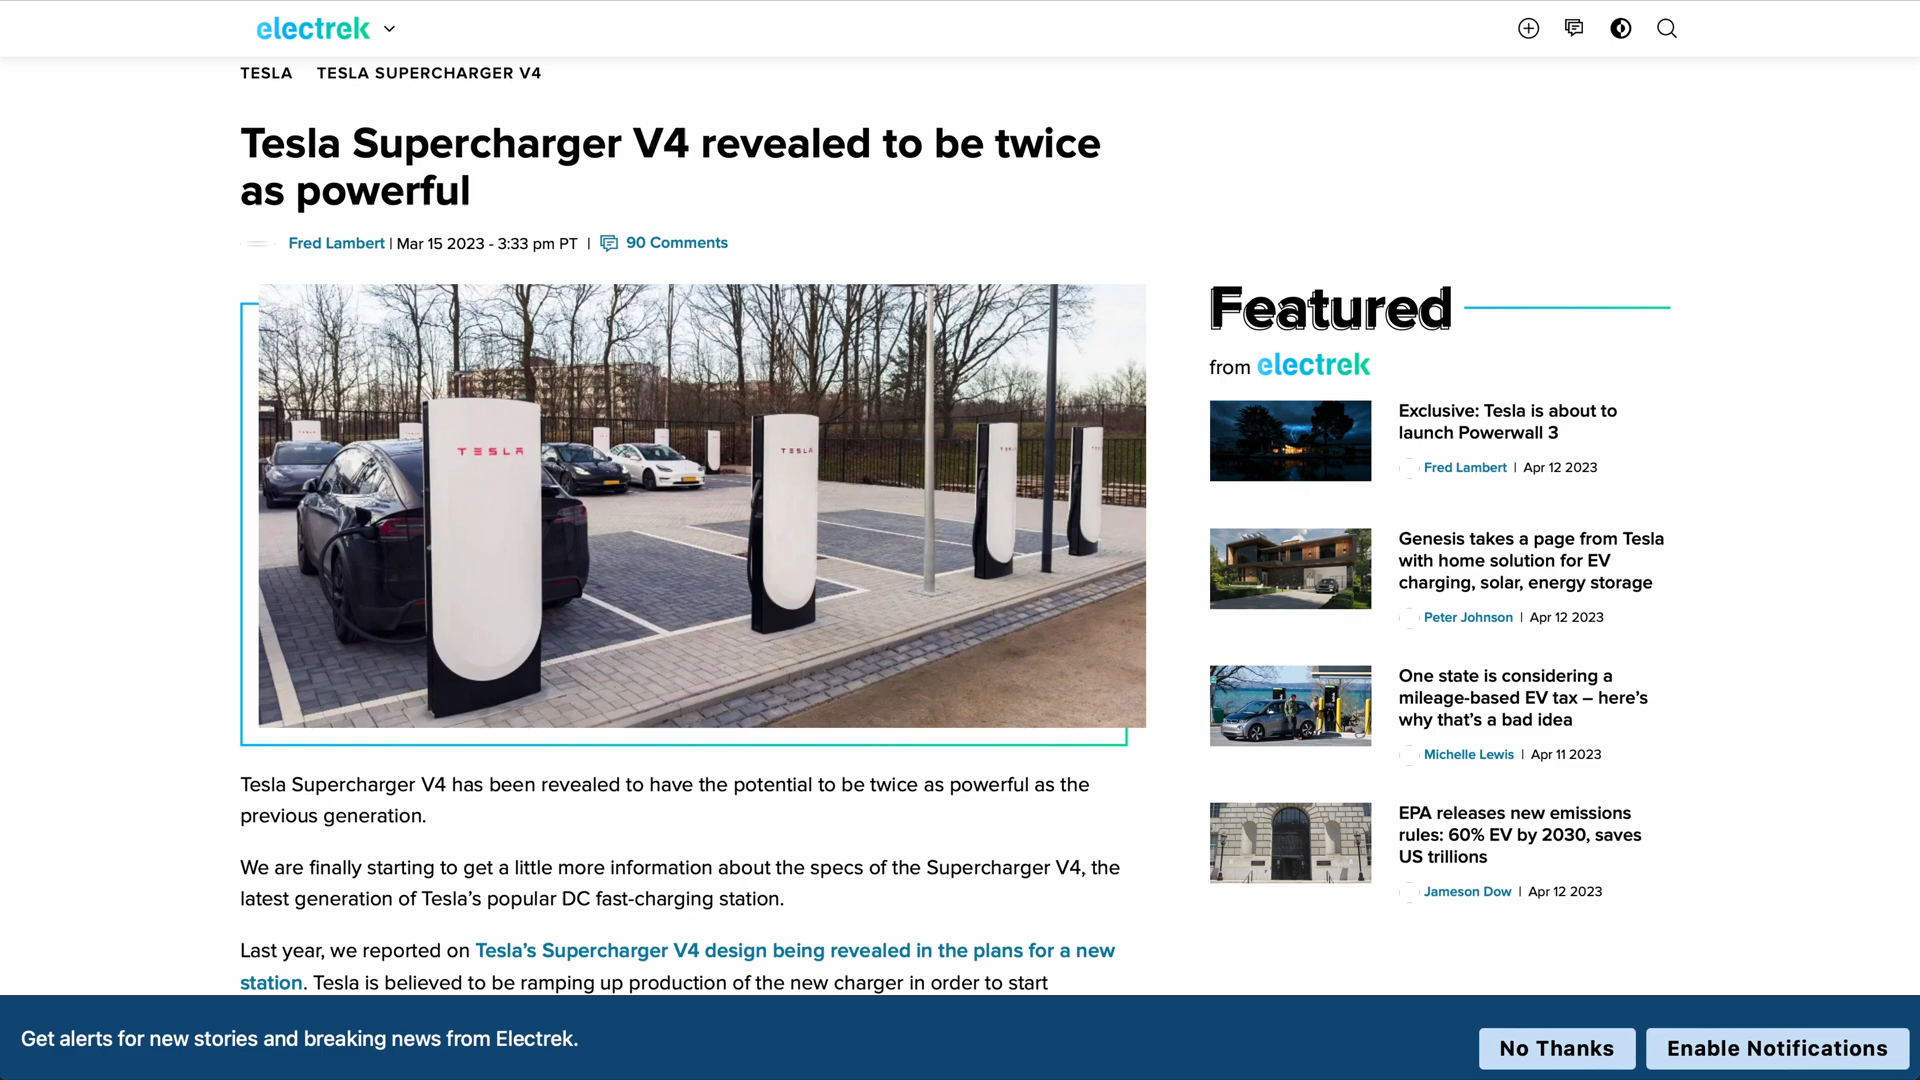 electrek
TESLA TESLA SUPERCHARGER V4
Tesla Supercharger V4 revealed to be twice
as powerful
Fred Lambert | Mar 15 2023 - 3:33 pm PT | 90 Comments
TESLA
TESLA
Featured
from electrek
Exclusive: Tesla is about to
launch Powerwall 3
Fred Lambert | Apr 12 2023
Genesis takes a page from Tesla
with home solution for EV
charging, solar, energy storage
Peter Johnson | Apr 12 2023
One state is considering a
mileage-based EV tax – here’s
why that’s a bad idea
Michelle Lewis | Apr 11 2023
EPA releases new emissions
rules: 60% EV by 2030, saves
US trillions
Jameson Dow | Apr 12 2023
Tesla Supercharger V4 has been revealed to have the potential to be twice as powerful as the
previous generation.
We are finally starting to get a little more information about the specs of the Supercharger V4, the
latest generation of Tesla’s popular DC fast-charging station.
Last year, we reported on Tesla’s Supercharger V4 design being revealed in the plans for a new
station. Tesla is believed to be ramping up production of the new charger in order to start
Get alerts for new stories and breaking news from Electrek.
No Thanks
Enable Notifications